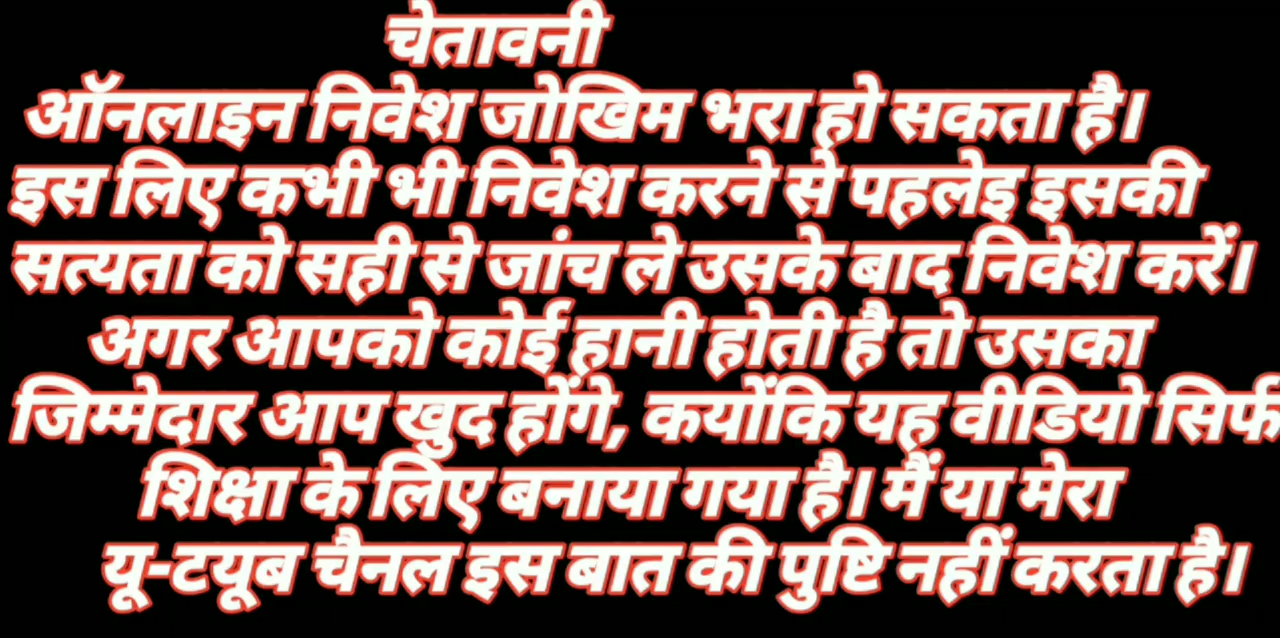 चेतावनी
ऑनलाइन निवेश जोखिम भरा हो सकता है।
इस लिए कभी भी निवेश करने से पहलेइ इसकी
सत्यता को सही से जांच ले उसके बाद निवेश करें।
अगर आपको कोई हानी होती है तो उसका
जिम्मेदार आप खुद होंगे, कयोंकि यह वीडियो सिर्फ
शिक्षा के लिए बनाया गया है। मैं या मेरा
यू-टयूब चैनल इस बात की पुष्टि नहीं करता है।